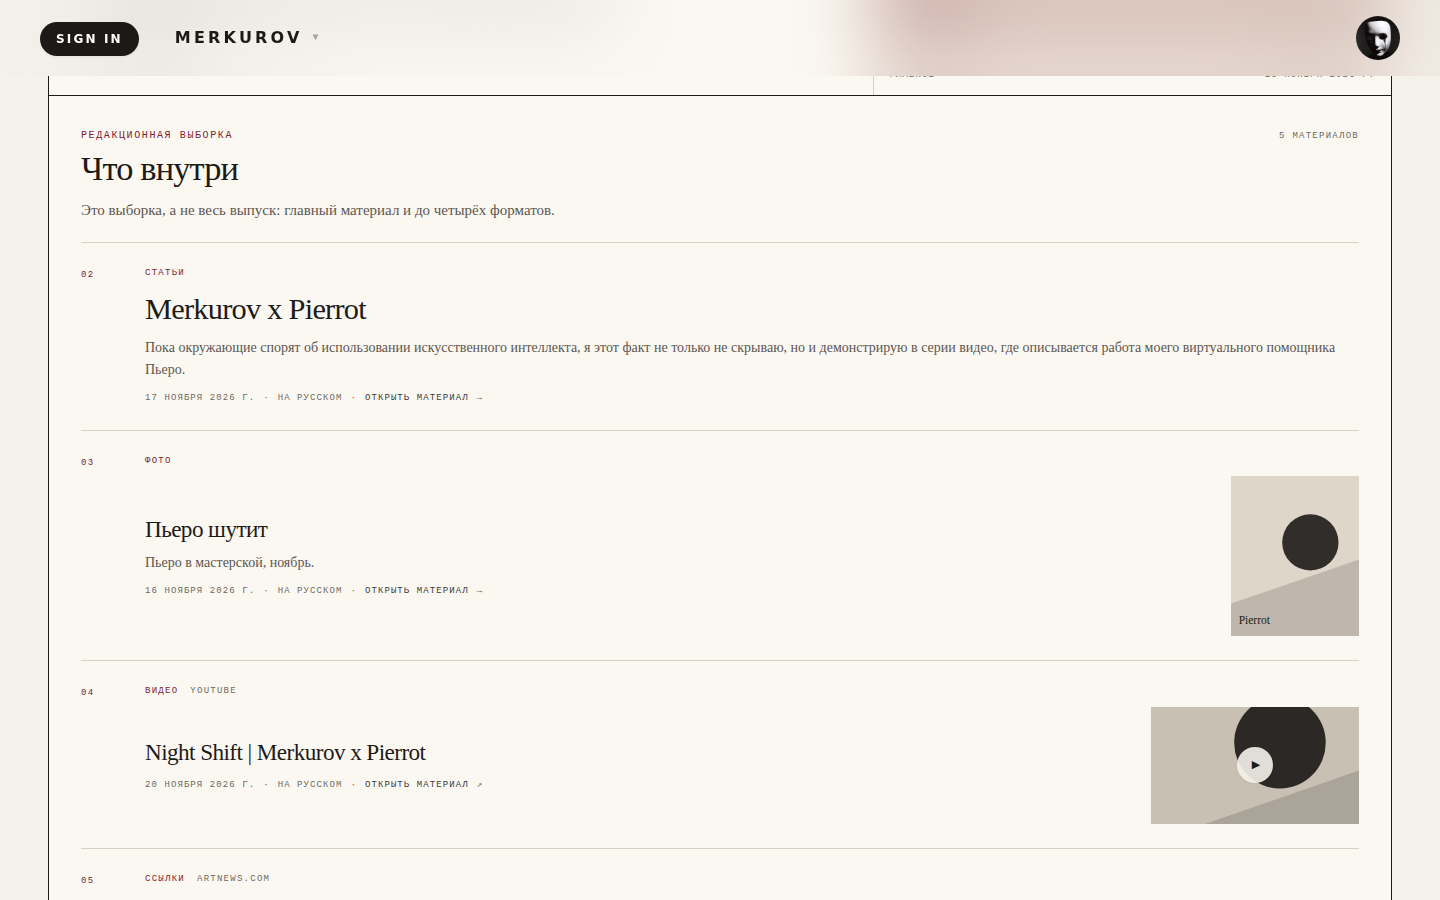 SIGN IN
MERKUROV ▼
РЕДАКЦИОННАЯ ВЫБОРКА
5 МАТЕРИАЛОВ
Что внутри
Это выборка, а не весь выпуск: главный материал и до четырёх форматов.
02
СТАТЬИ
Merkurov x Pierrot
Пока окружающие спорят об использовании искусственного интеллекта, я этот факт не только не скрываю, но и демонстрирую в серии видео, где описывается работа моего виртуального помощника
Пьеро.
17 НОЯБРЯ 2026 Г. · НА РУССКОМ · ОТКРЫТЬ МАТЕРИАЛ →
03
ФОТО
Пьеро шутит
Пьеро в мастерской, ноябрь.
16 НОЯБРЯ 2026 Г. · НА РУССКОМ · ОТКРЫТЬ МАТЕРИАЛ →
Pierrot
04
ВИДЕО YOUTUBE
Night Shift | Merkurov x Pierrot
20 НОЯБРЯ 2026 Г. · НА РУССКОМ · ОТКРЫТЬ МАТЕРИАЛ ↗
05
ССЫЛКИ ARTNEWS.COM